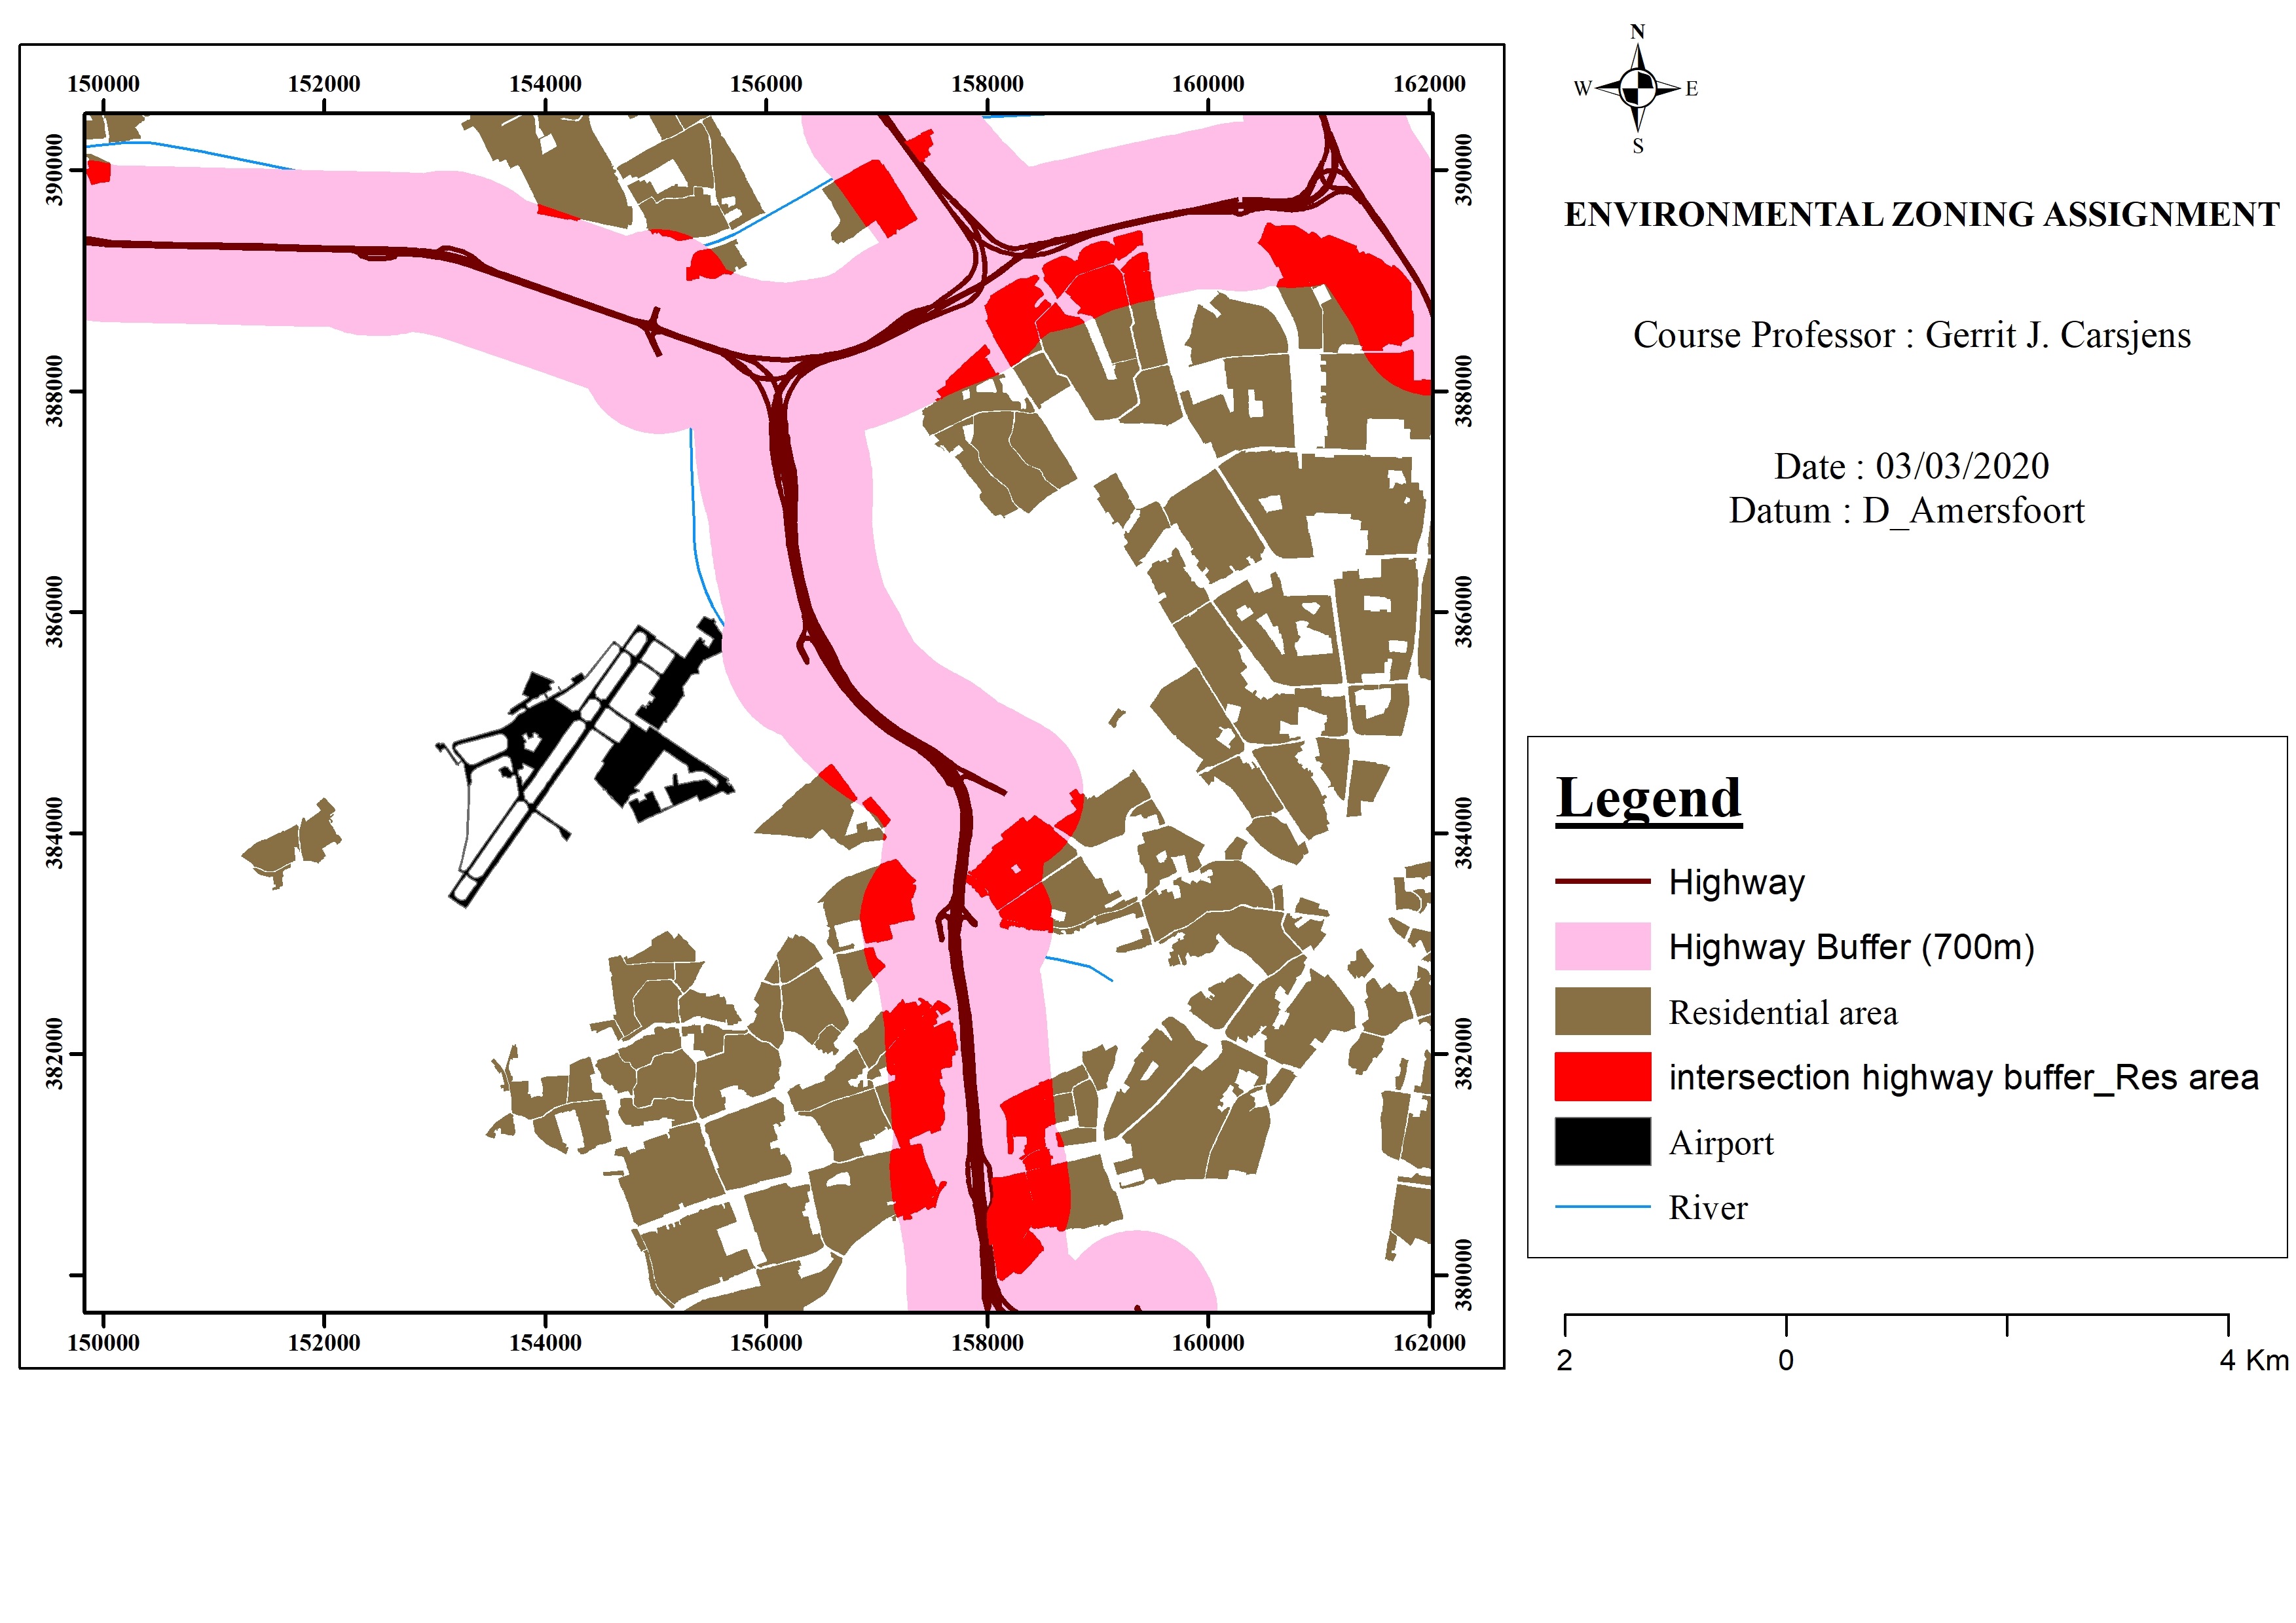 N
W E
S
150000 152000 154000 156000 158000 160000 162000
390000 390000
388000 388000
386000 386000
384000 384000
382000 382000
380000
150000 152000 154000 156000 158000 160000 162000
ENVIRONMENTAL ZONING ASSIGNMENT
Course Professor : Gerrit J. Carsjens
Date : 03/03/2020
Datum : D_Amersfoort
Legend
Highway
Highway Buffer (700m)
Residential area
intersection highway buffer_Res area
Airport
River
2 0 4 Km